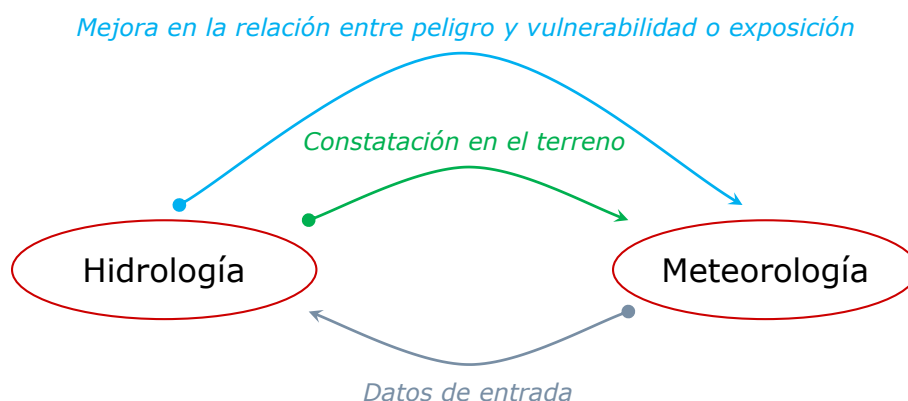 Mejora en la relación entre peligro y vulnerabilidad o exposición
Constatación en el terreno
Hidrología
Meteorología
Datos de entrada